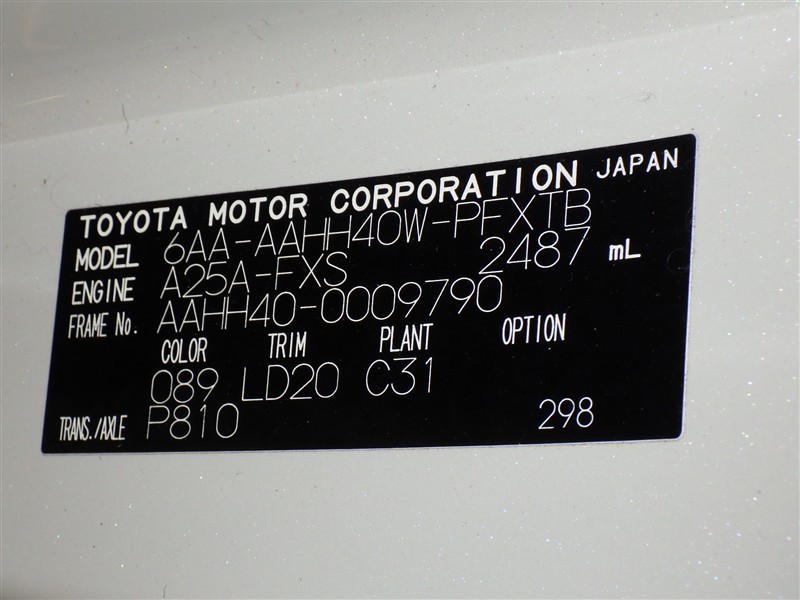 TOYOTA MOTOR CORPORATION JAPAN
MODEL 6AA-AAHH40W-PFXTB
ENGINE A25A-FXS 2487 mL
FRAME No. AAHH40-0009790
COLOR TRIM PLANT OPTION
089 LD20 C31
TRANS./AXLE P810 298